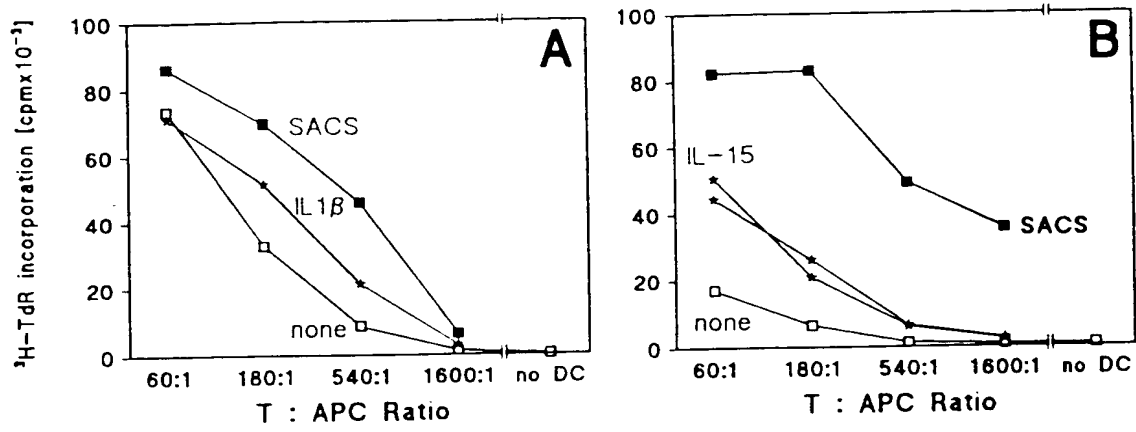 ³H-TdR incorporation [cpmx10⁻³]
100
80
60
40
20
0
A
SACS
IL1β
none
60:1 180:1 540:1 1600:1 no DC
T : APC Ratio
100
80
60
40
20
0
B
IL-15
SACS
none
60:1 180:1 540:1 1600:1 no DC
T : APC Ratio